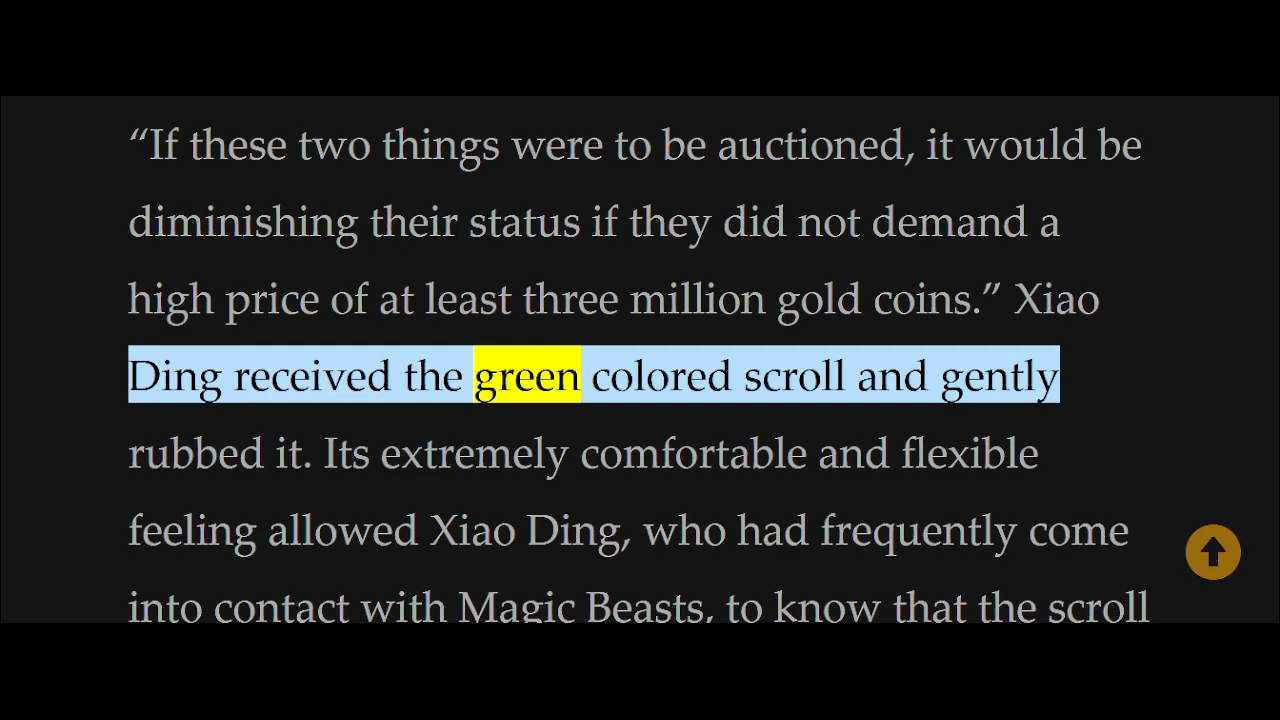 “If these two things were to be auctioned, it would be
diminishing their status if they did not demand a
high price of at least three million gold coins.” Xiao
Ding received the green colored scroll and gently
rubbed it. Its extremely comfortable and flexible
feeling allowed Xiao Ding, who had frequently come
into contact with Magic Beasts, to know that the scroll